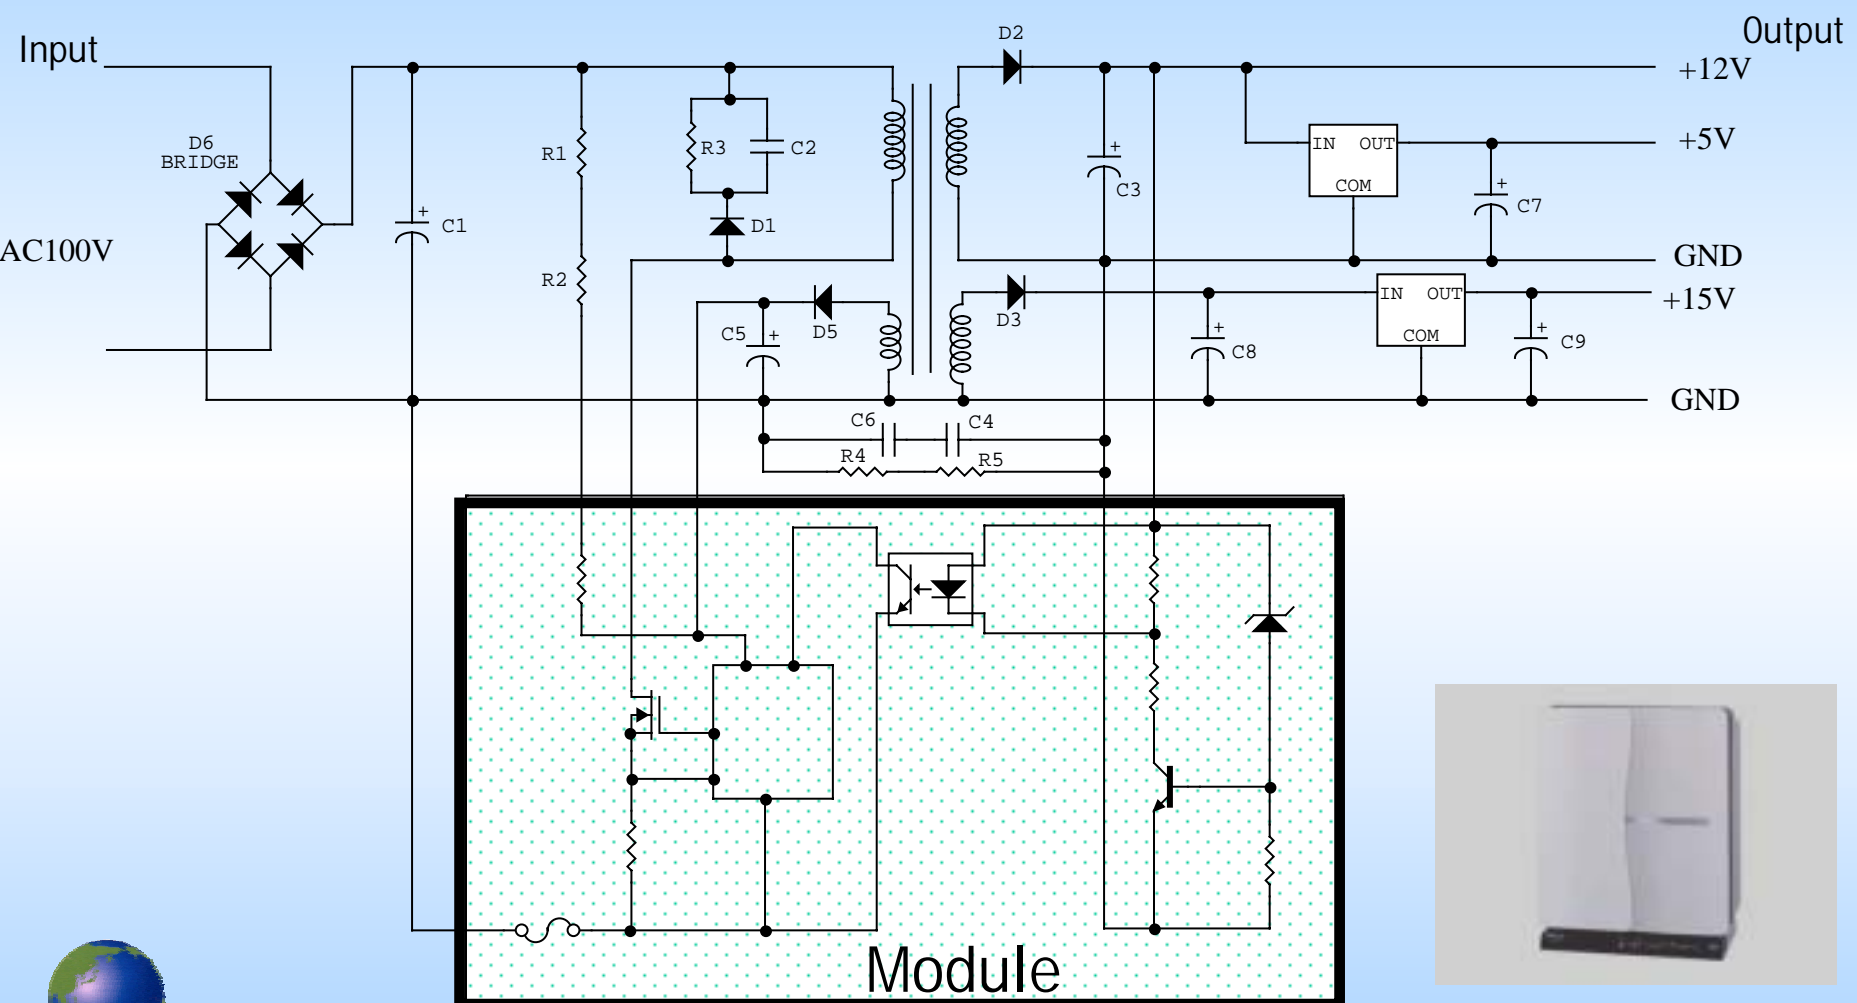 Input
Output
D2
+12V
D6
BRIDGE
R1
R3
C2
+
C3
IN OUT
COM
+5V
+
C7
+
C1
D1
AC100V
R2
GND
C5
+
D5
D3
IN OUT
COM
+15V
+
C8
+
C9
GND
C6
C4
R4
R5
Module